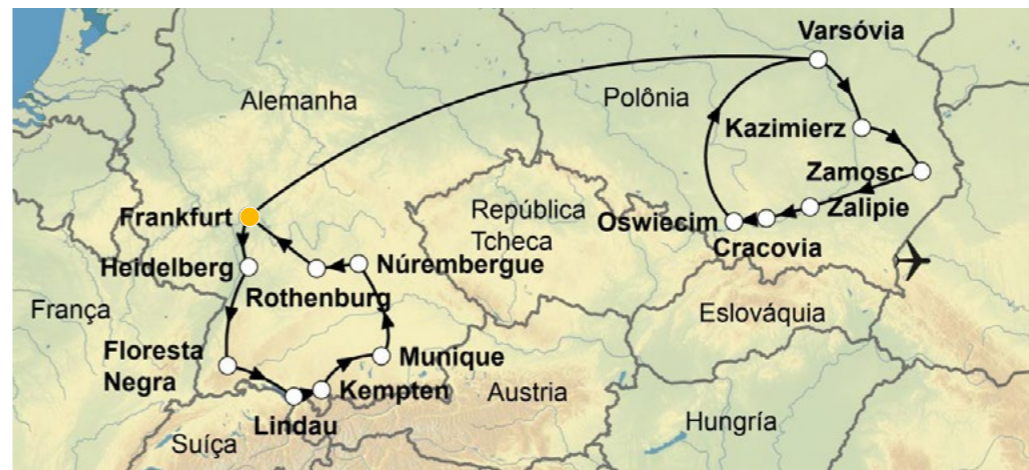 Varsóvia
Alemanha
Polônia
Kazimierz
Zamosc
Frankfurt
República
Tcheca
Oswiecim
Zalipie
Cracovia
Heidelberg
Núrembergue
Rothenburg
França
Eslováquia
Floresta
Negra
Munique
Kempten
Austria
Lindau
Hungría
Suíça